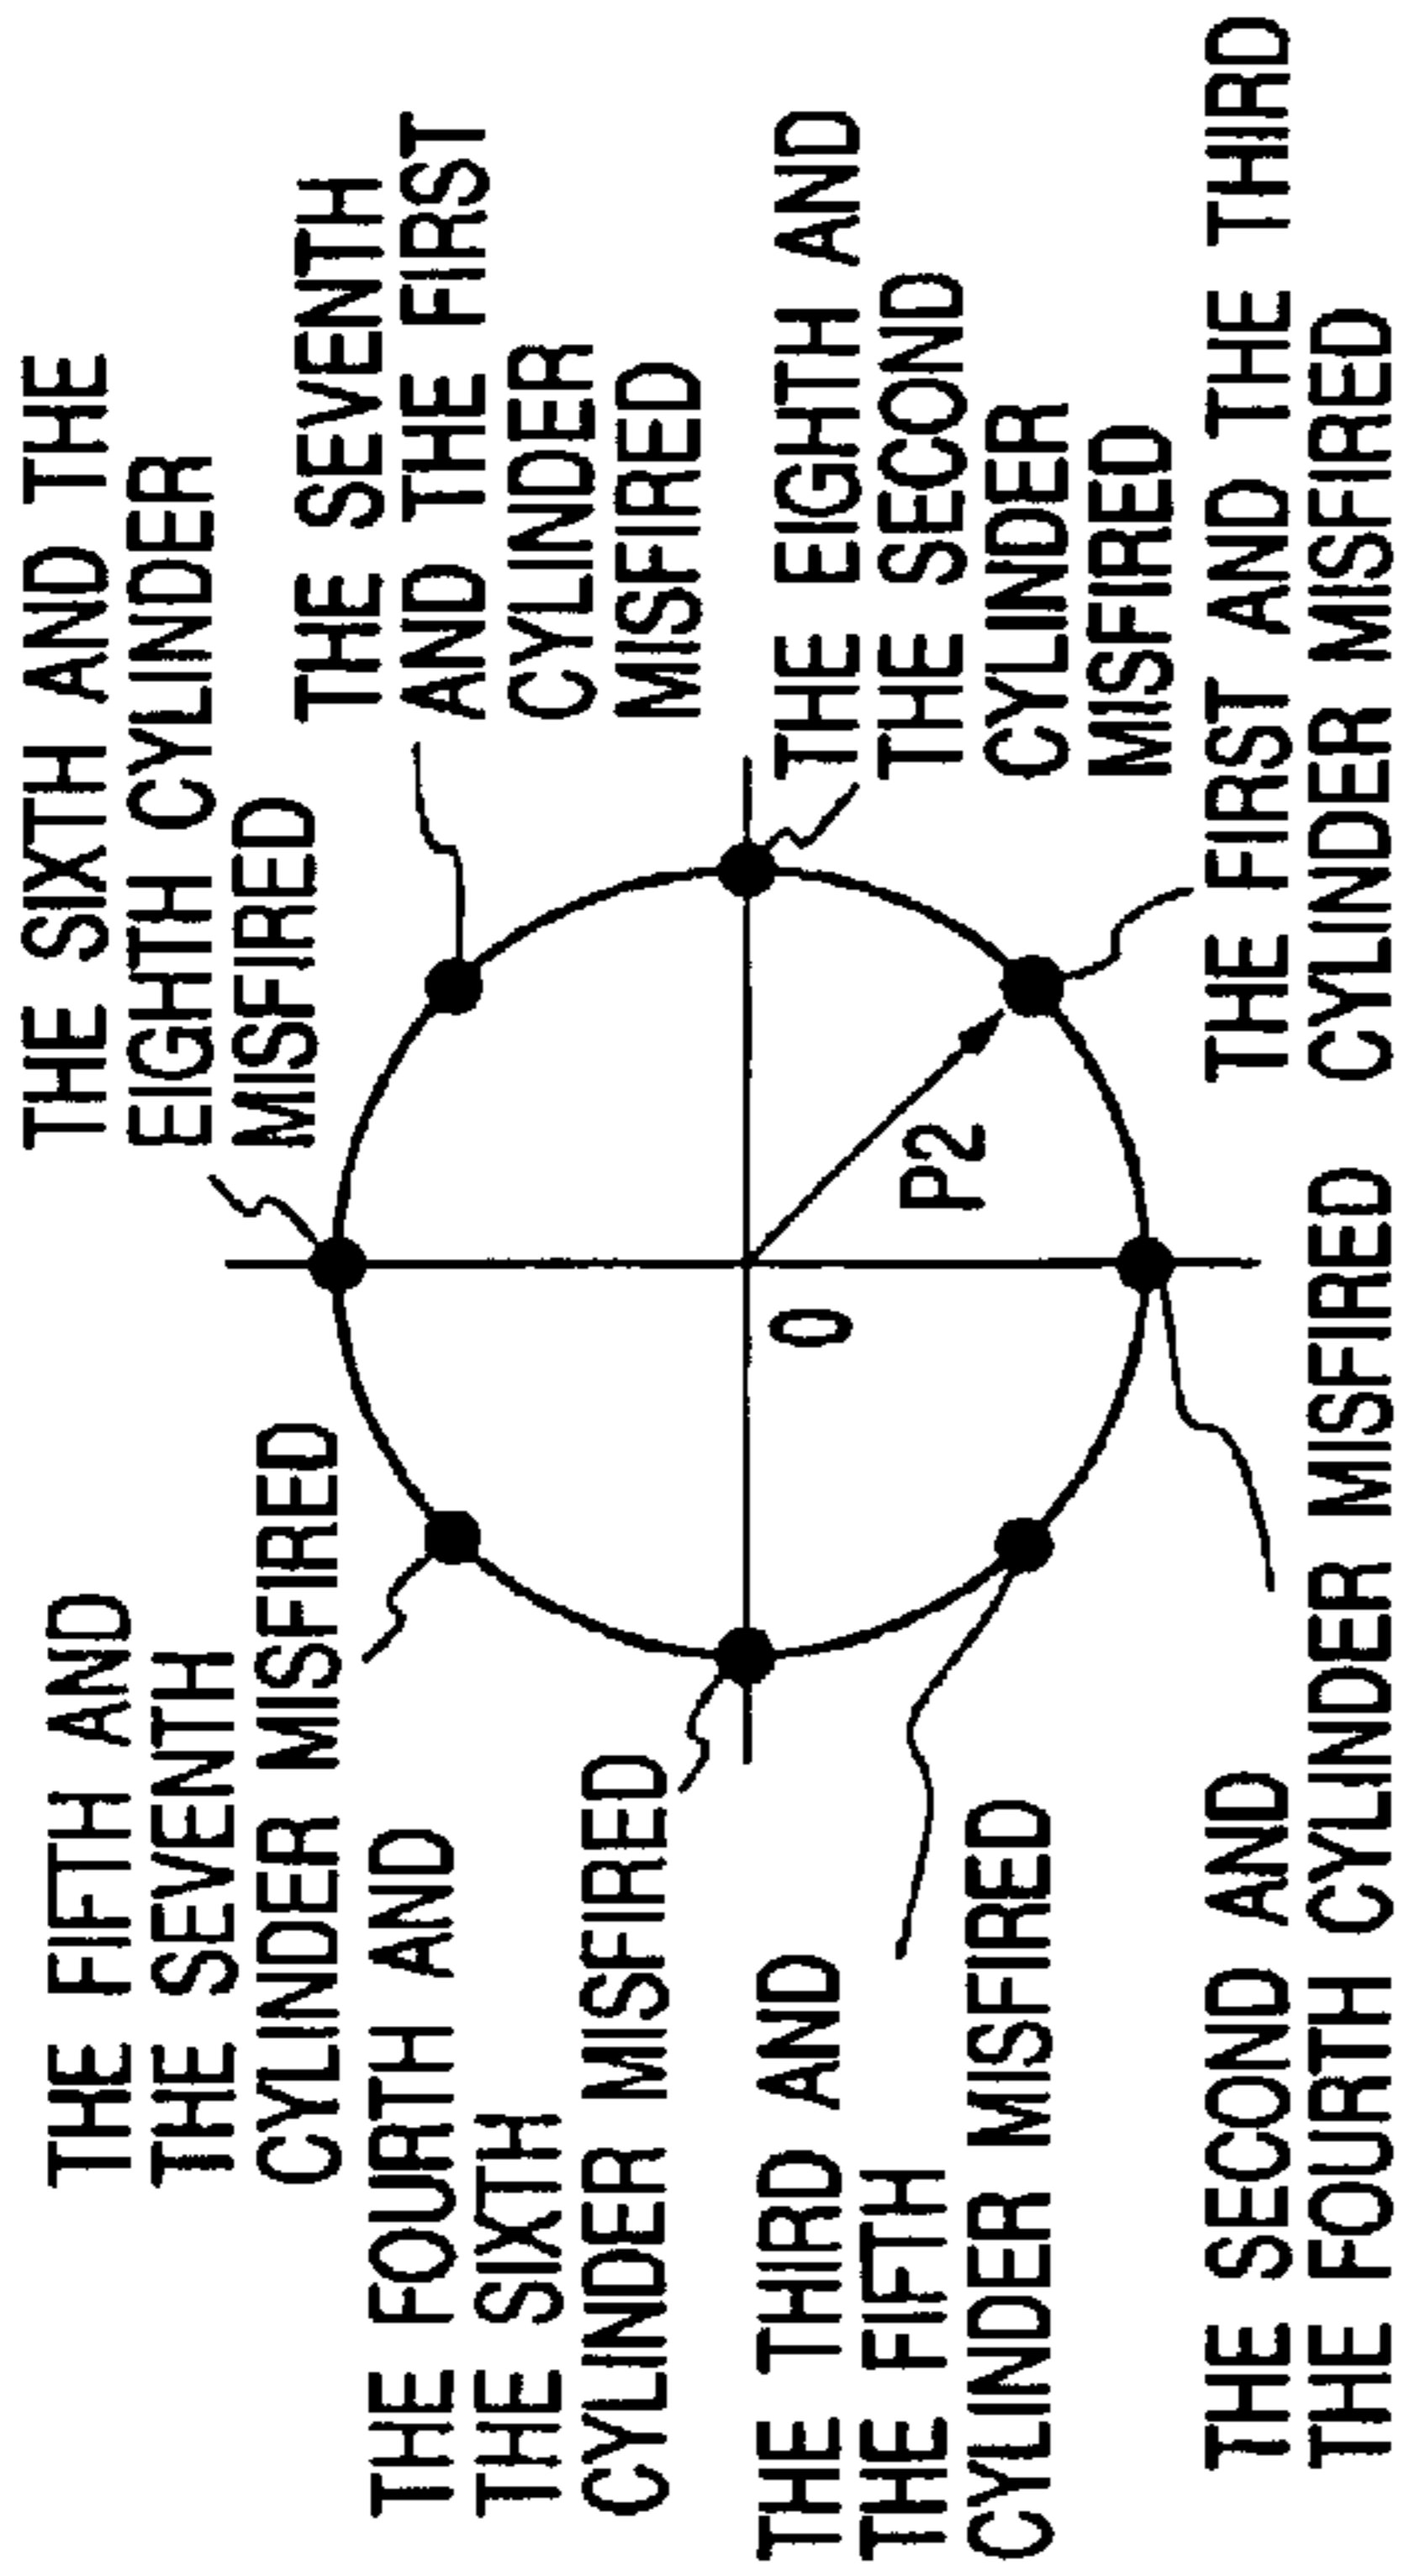 THE SIXTH AND THE
EIGHTH CYLINDER
MISFIRED
THE SEVENTH
AND THE FIRST
CYLINDER
MISFIRED
THE EIGHTH AND
THE SECOND
CYLINDER
MISFIRED
THE FIRST AND THE THIRD
CYLINDER MISFIRED
P2
0
THE FIFTH AND
THE SEVENTH
CYLINDER MISFIRED
THE FOURTH AND
THE SIXTH
CYLINDER MISFIRED
THE THIRD AND
THE FIFTH
CYLINDER MISFIRED
THE SECOND AND
THE FOURTH CYLINDER MISFIRED